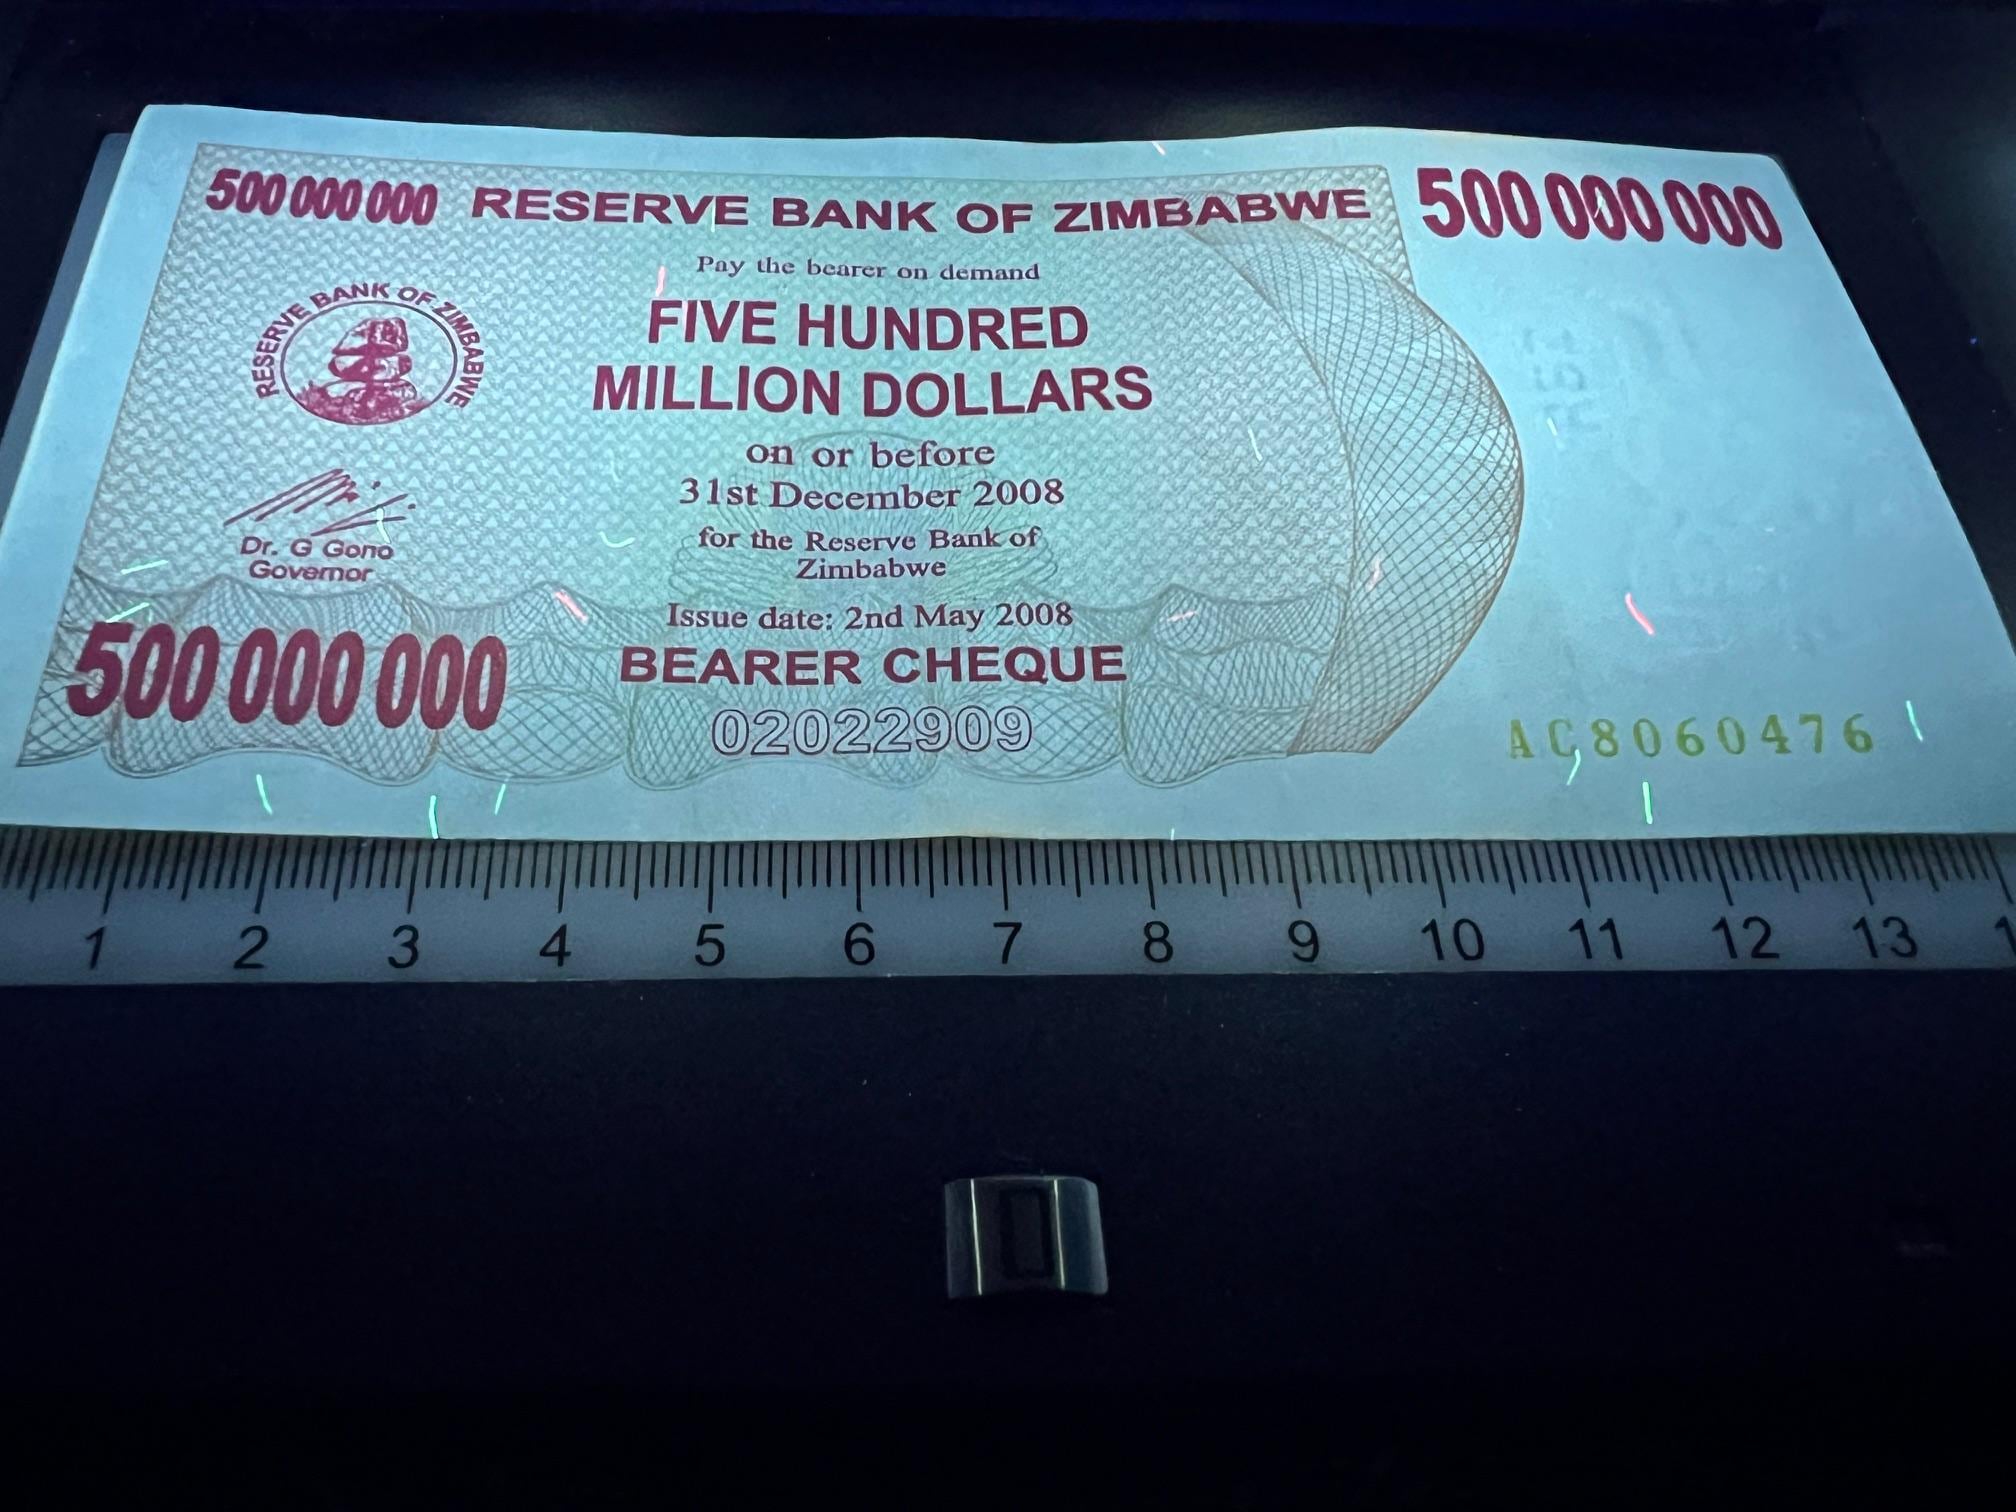 500 000 000 RESERVE BANK OF ZIMBABWE 500 000 000
Pay the bearer on demand
RESERVE BANK OF ZIMBABWE
FIVE HUNDRED
MILLION DOLLARS
on or before
31st December 2008
for the Reserve Bank of
Zimbabwe
Dr. G Gono
Governor
Issue date: 2nd May 2008
500 000 000
BEARER CHEQUE
02022909
AC8060476
1 2 3 4 5 6 7 8 9 10 11 12 13